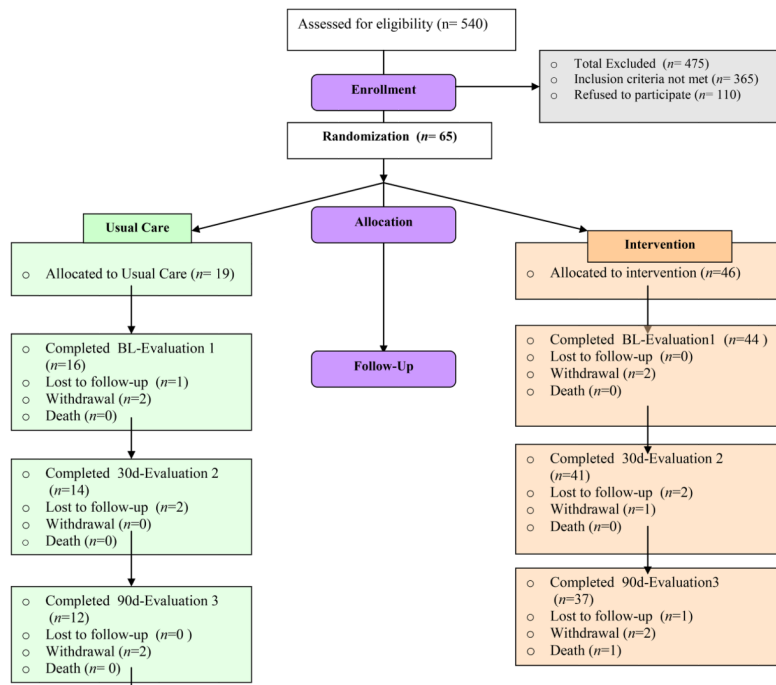 Assessed for eligibility (n= 540)
○ Total Excluded (n= 475)
○ Inclusion criteria not met (n= 365)
○ Refused to participate (n= 110)
Enrollment
Randomization (n= 65)
Usual Care
Allocation
Intervention
○ Allocated to Usual Care (n= 19)
○ Allocated to intervention (n=46)
○ Completed BL-Evaluation 1
(n=16)
○ Lost to follow-up (n=1)
○ Withdrawal (n=2)
○ Death (n=0)
Follow-Up
○ Completed BL-Evaluation1 (n=44 )
○ Lost to follow-up (n=0)
○ Withdrawal (n=2)
○ Death (n=0)
○ Completed 30d-Evaluation 2
(n=14)
○ Lost to follow-up (n=2)
○ Withdrawal (n=0)
○ Death (n=0)
○ Completed 30d-Evaluation 2
(n=41)
○ Lost to follow-up (n=2)
○ Withdrawal (n=1)
○ Death (n=0)
○ Completed 90d-Evaluation 3
(n=12)
○ Lost to follow-up (n=0 )
○ Withdrawal (n=2)
○ Death (n= 0)
○ Completed 90d-Evaluation3
(n=37)
○ Lost to follow-up (n=1)
○ Withdrawal (n=2)
○ Death (n=1)